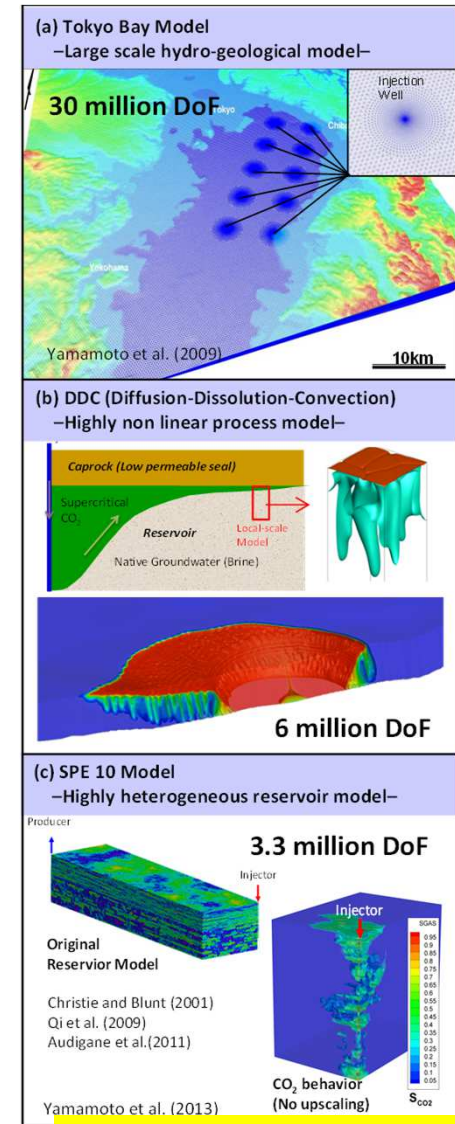 (a) Tokyo Bay Model
–Large scale hydro-geological model–
30 million DoF
Injection
Well
Tokyo
Chib
Yokohama
Yamamoto et al. (2009)
10km
(b) DDC (Diffusion-Dissolution-Convection)
–Highly non linear process model–
Caprock (Low permeable seal)
Supercritical
CO2
Reservoir
Native Groundwater (Brine)
Local-scale
Model
6 million DoF
(c) SPE 10 Model
–Highly heterogeneous reservoir model–
Producer
3.3 million DoF
Injector
Original
Reservior Model
Christie and Blunt (2001)
Qi et al. (2009)
Audigane et al.(2011)
Injector
SGAS
0.95
0.9
0.85
0.8
0.75
0.7
0.65
0.6
0.55
0.5
0.45
0.4
0.35
0.3
0.25
0.2
0.15
0.1
0.05
CO2 behavior
(No upscaling)
SCO2
Yamamoto et al. 2013)